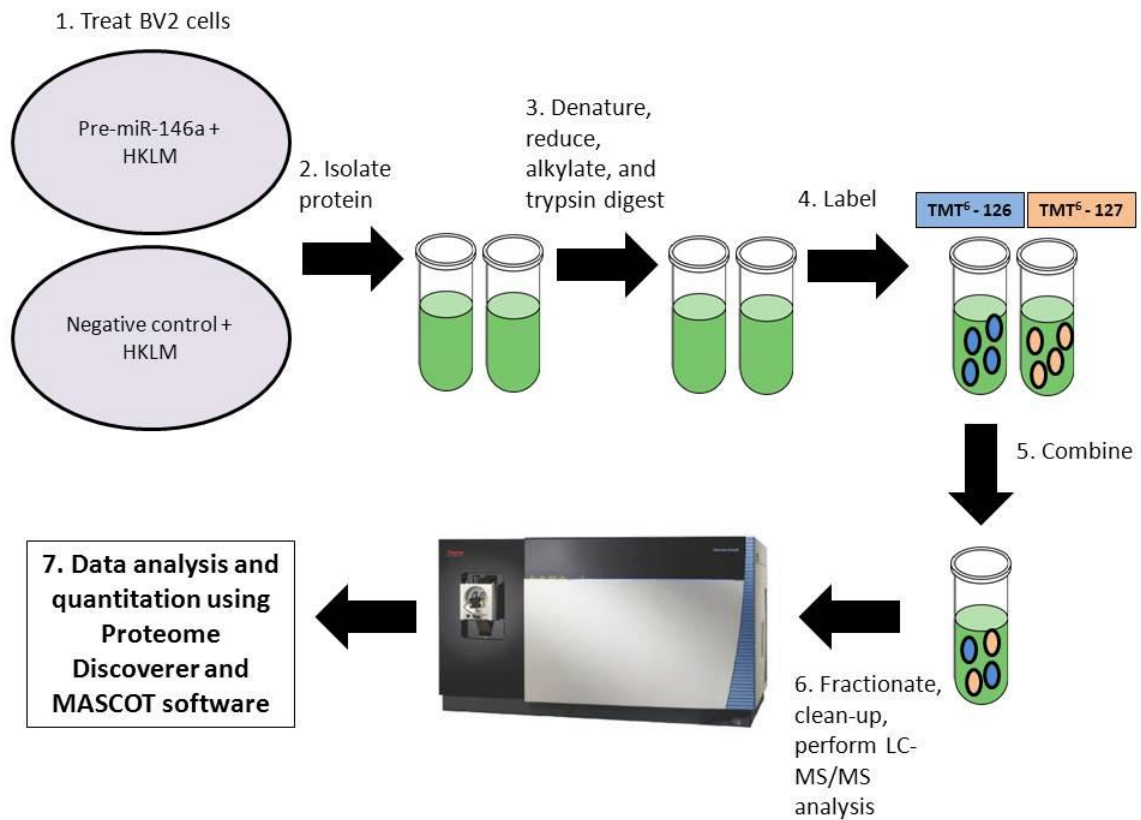 1. Treat BV2 cells
Pre-miR-146a +
HKLM
Negative control +
HKLM
2. Isolate
protein
3. Denature,
reduce,
alkylate, and
trypsin digest
4. Label
TMT⁶ - 126
TMT⁶ - 127
5. Combine
6. Fractionate,
clean-up,
perform LC-
MS/MS
analysis
7. Data analysis and
quantitation using
Proteome
Discoverer and
MASCOT software